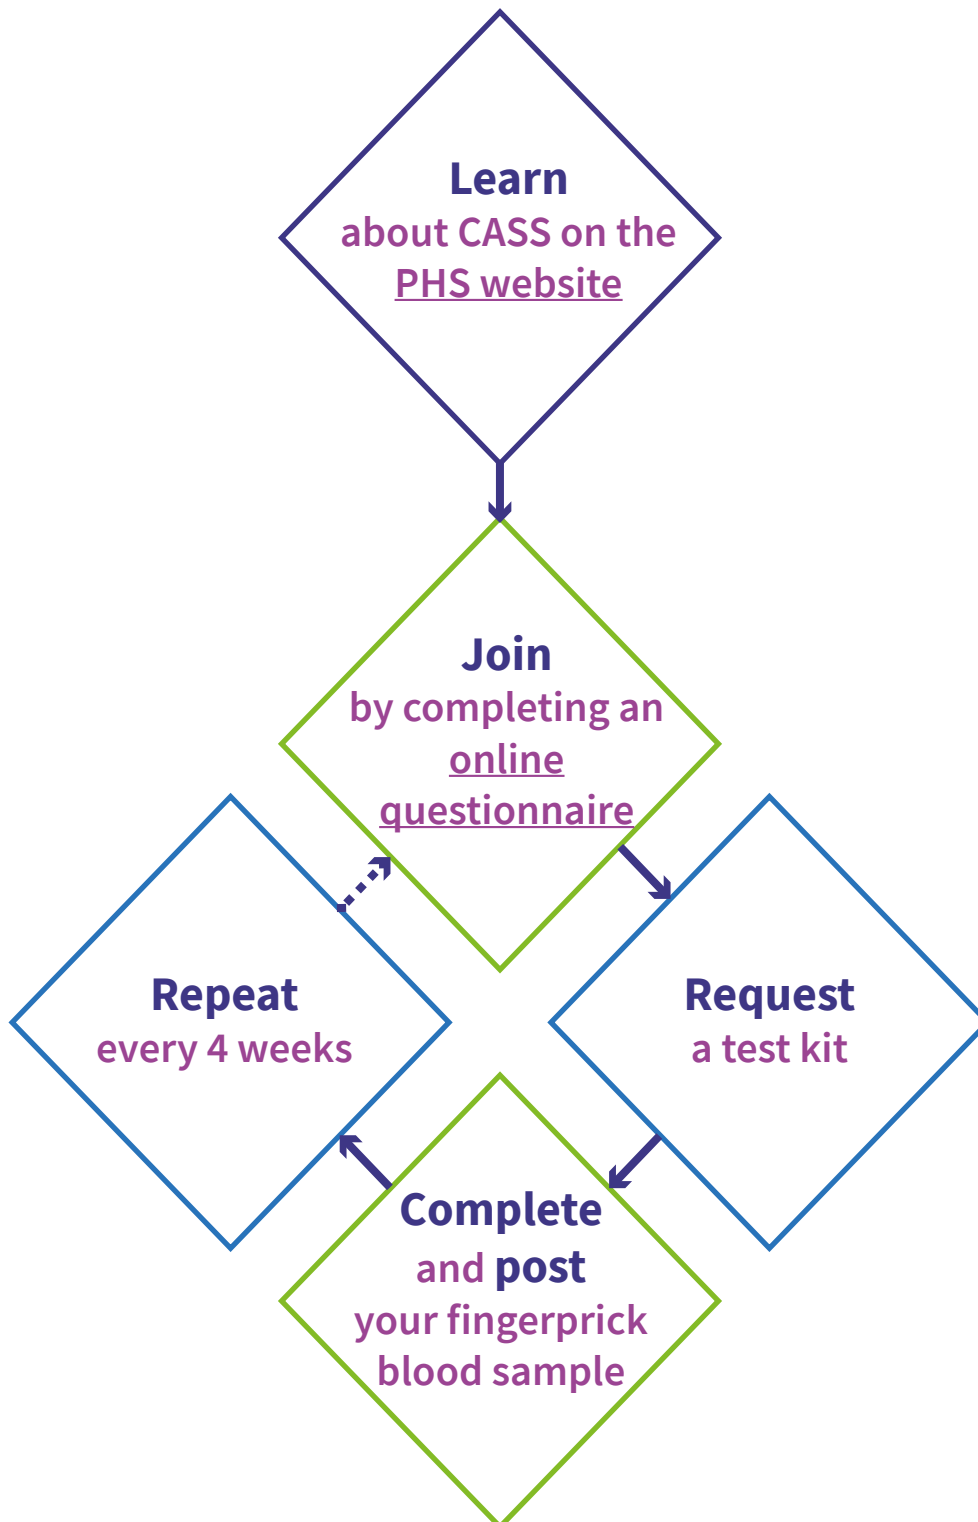 Learn
about CASS on the
PHS website
Join
by completing an
online
questionnaire
Request
a test kit
Complete
and post
your fingerprick
blood sample
Repeat
every 4 weeks